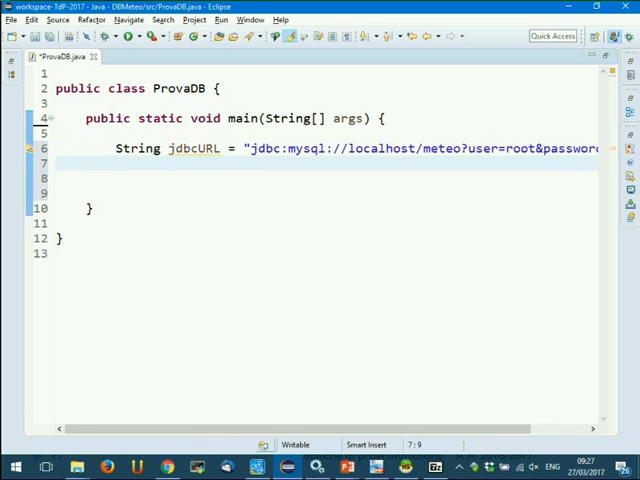 workspace-TdP-2017 - Java - DBMeteo/src/ProvaDB.java - Eclipse
File Edit Source Refactor Navigate Search Project Run Window Help
Quick Access
*ProvaDB.java
1
2 public class ProvaDB {
3
4 public static void main(String[] args) {
5
6 String jdbcURL = "jdbc:mysql://localhost/meteo?user=root&password
7
8
9
10 }
11
12 }
13
Writable Smart Insert 7 : 9
ENG 09:27
27/03/2017 26